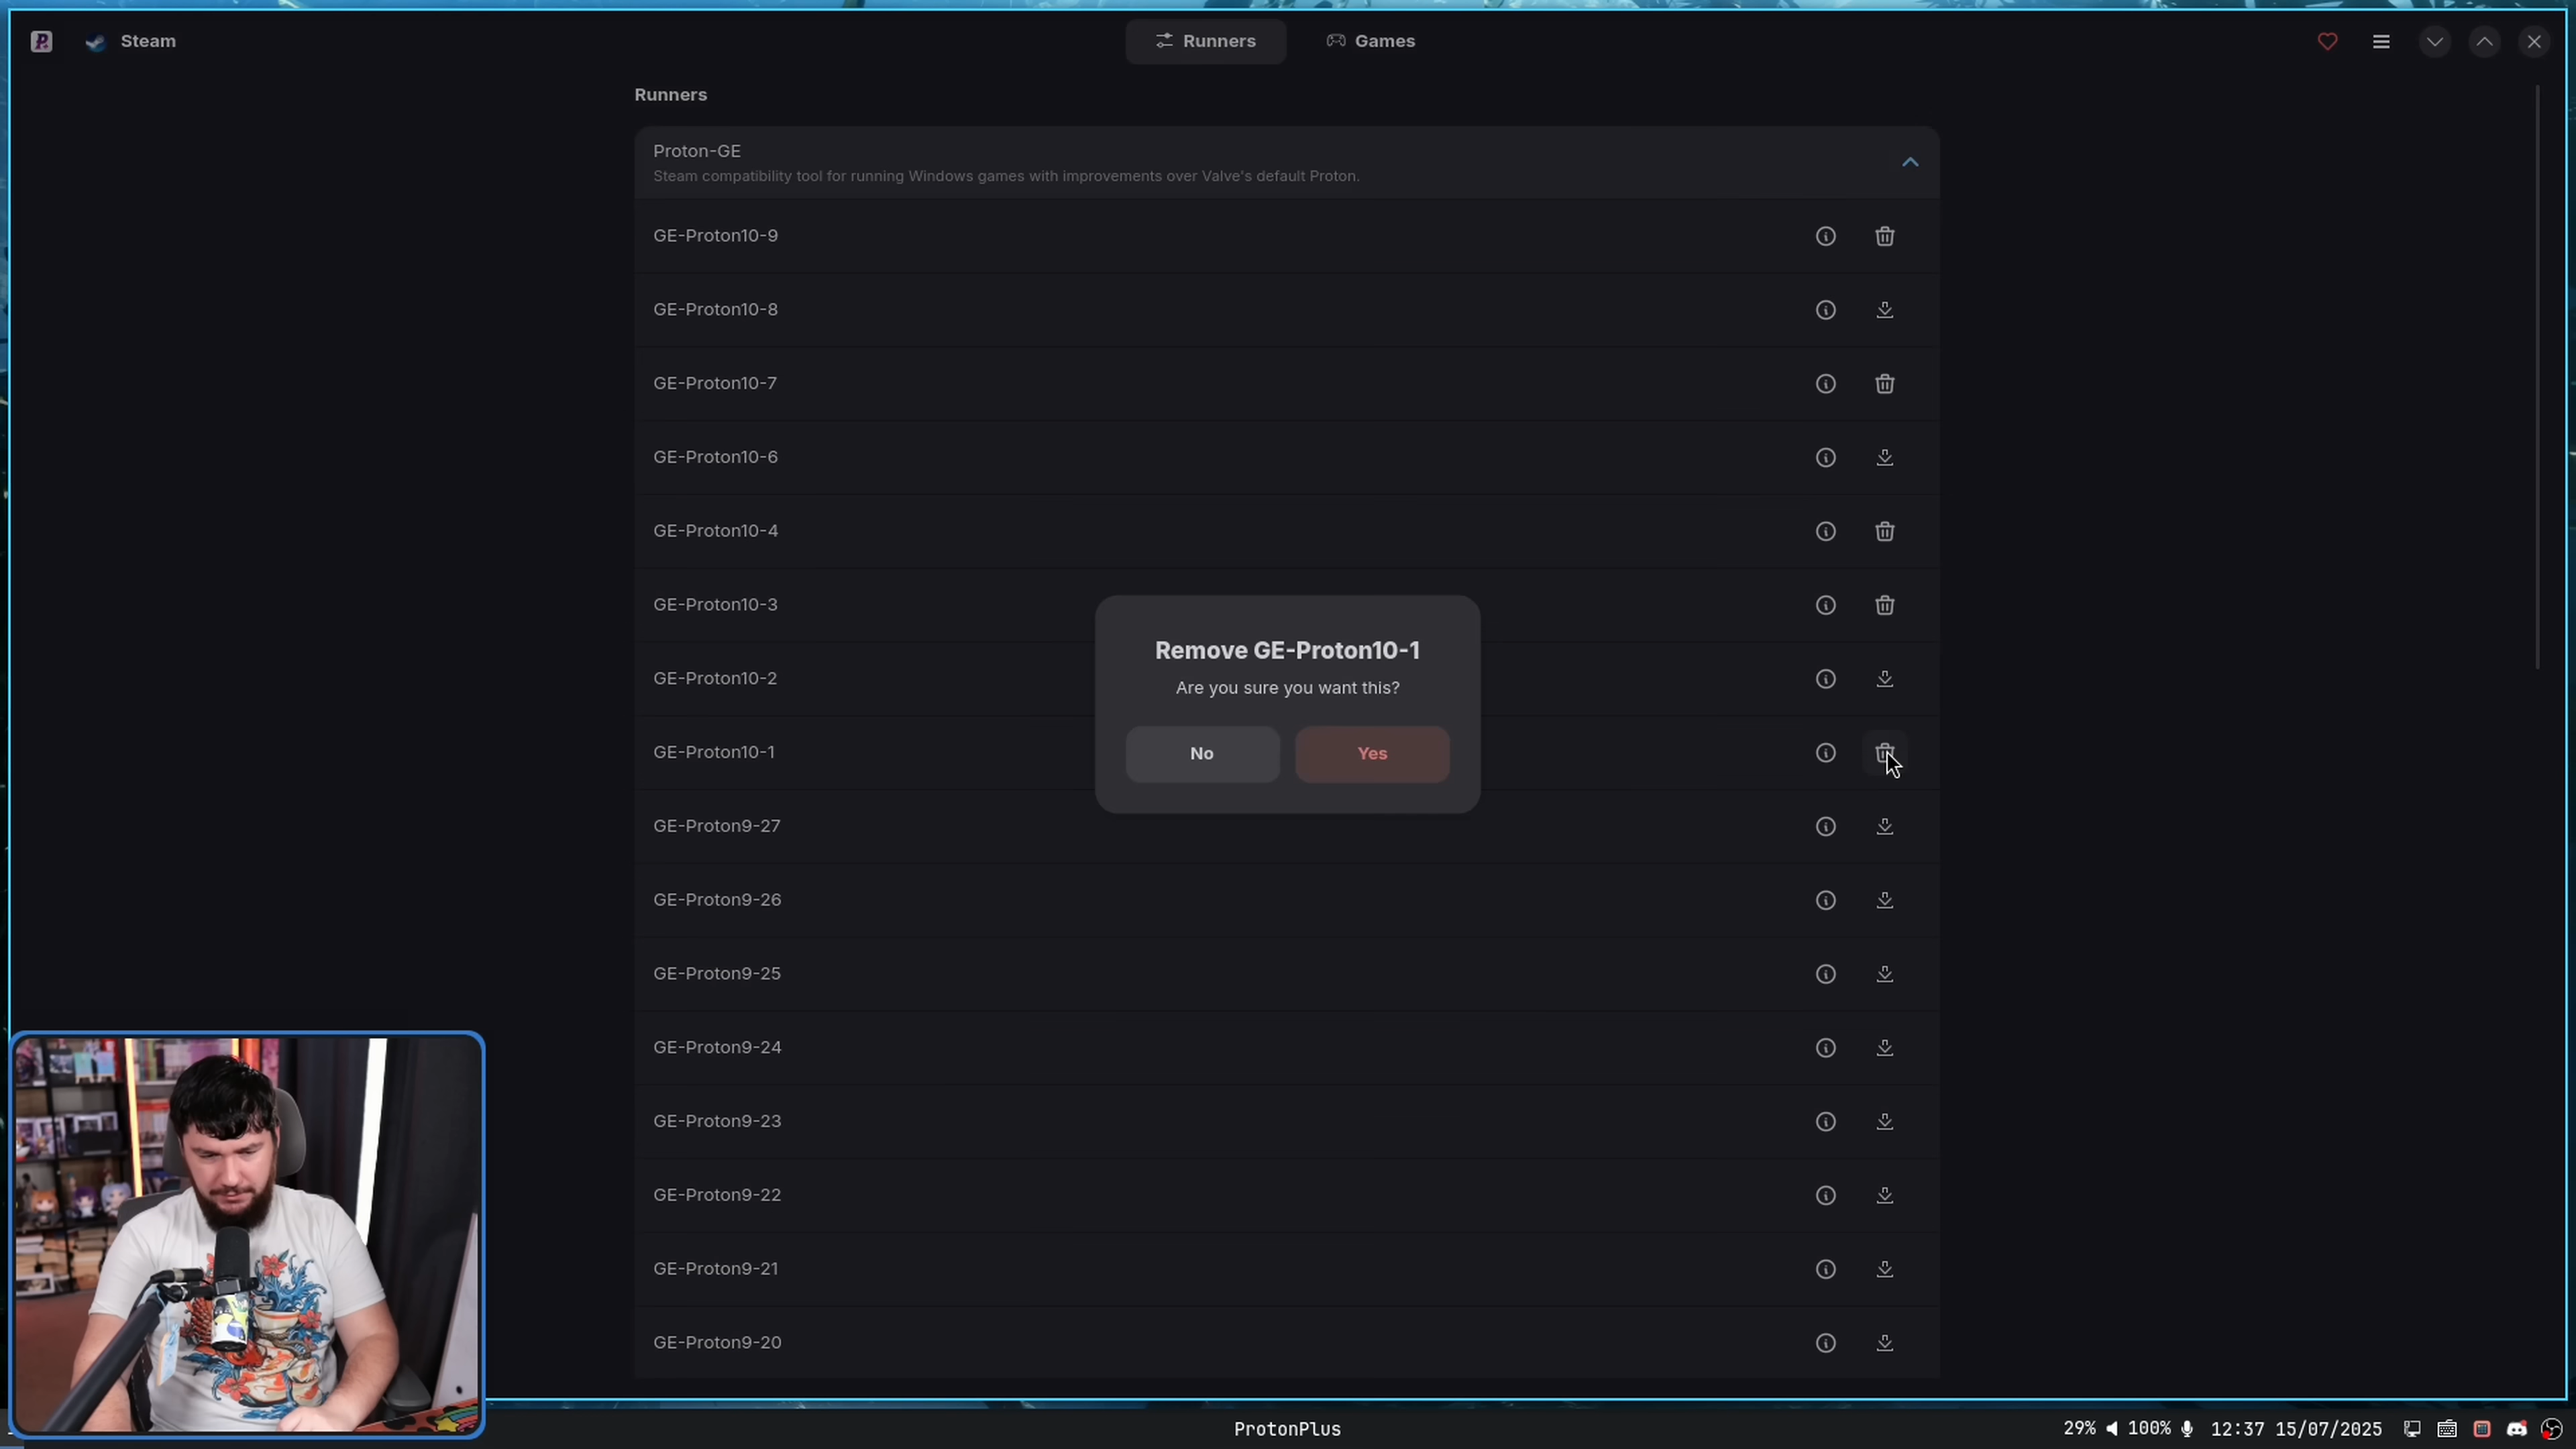 Steam
Runners
Games
Runners
Proton-GE
Steam compatibility tool for running Windows games with improvements over Valve's default Proton.
GE-Proton10-9
GE-Proton10-8
GE-Proton10-7
GE-Proton10-6
GE-Proton10-4
GE-Proton10-3
GE-Proton10-2
GE-Proton10-1
Remove GE-Proton10-1
Are you sure you want this?
No
Yes
GE-Proton9-27
GE-Proton9-26
GE-Proton9-25
GE-Proton9-24
GE-Proton9-23
GE-Proton9-22
GE-Proton9-21
GE-Proton9-20
ProtonPlus
29% 100% 12:37 15/07/2025